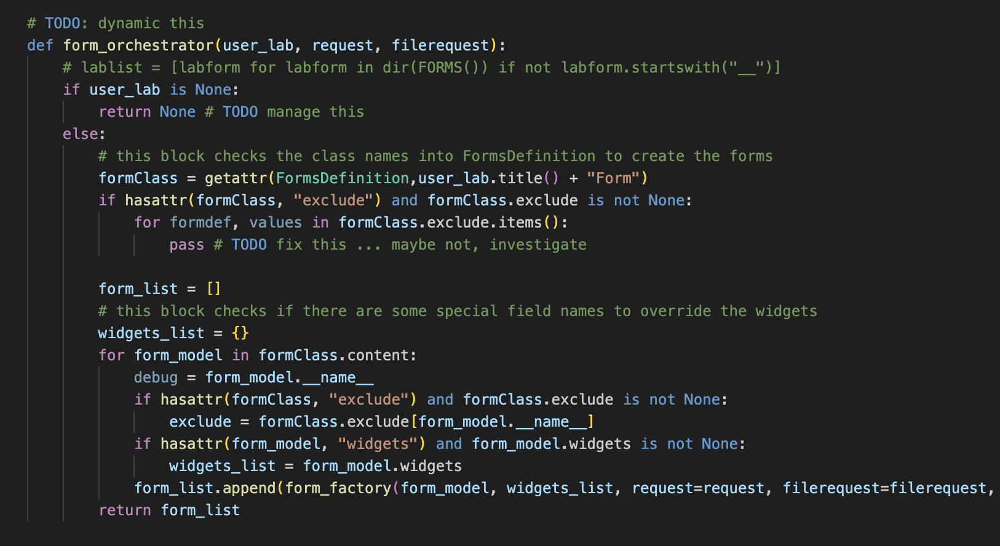 # TODO: dynamic this
def form_orchestrator(user_lab, request, filerequest):
    # lablist = [labform for labform in dir(FORMS()) if not labform.startswith("__")]
    if user_lab is None:
        return None # TODO manage this
    else:
        # this block checks the class names into FormsDefinition to create the forms
        formClass = getattr(FormsDefinition,user_lab.title() + "Form")
        if hasattr(formClass, "exclude") and formClass.exclude is not None:
            for formdef, values in formClass.exclude.items():
                pass # TODO fix this ... maybe not, investigate

        form_list = []
        # this block checks if there are some special field names to override the widgets
        widgets_list = {}
        for form_model in formClass.content:
            debug = form_model.__name__
            if hasattr(formClass, "exclude") and formClass.exclude is not None:
                exclude = formClass.exclude[form_model.__name__]
            if hasattr(form_model, "widgets") and form_model.widgets is not None:
                widgets_list = form_model.widgets
            form_list.append(form_factory(form_model, widgets_list, request=request, filerequest=filerequest,
        return form_list